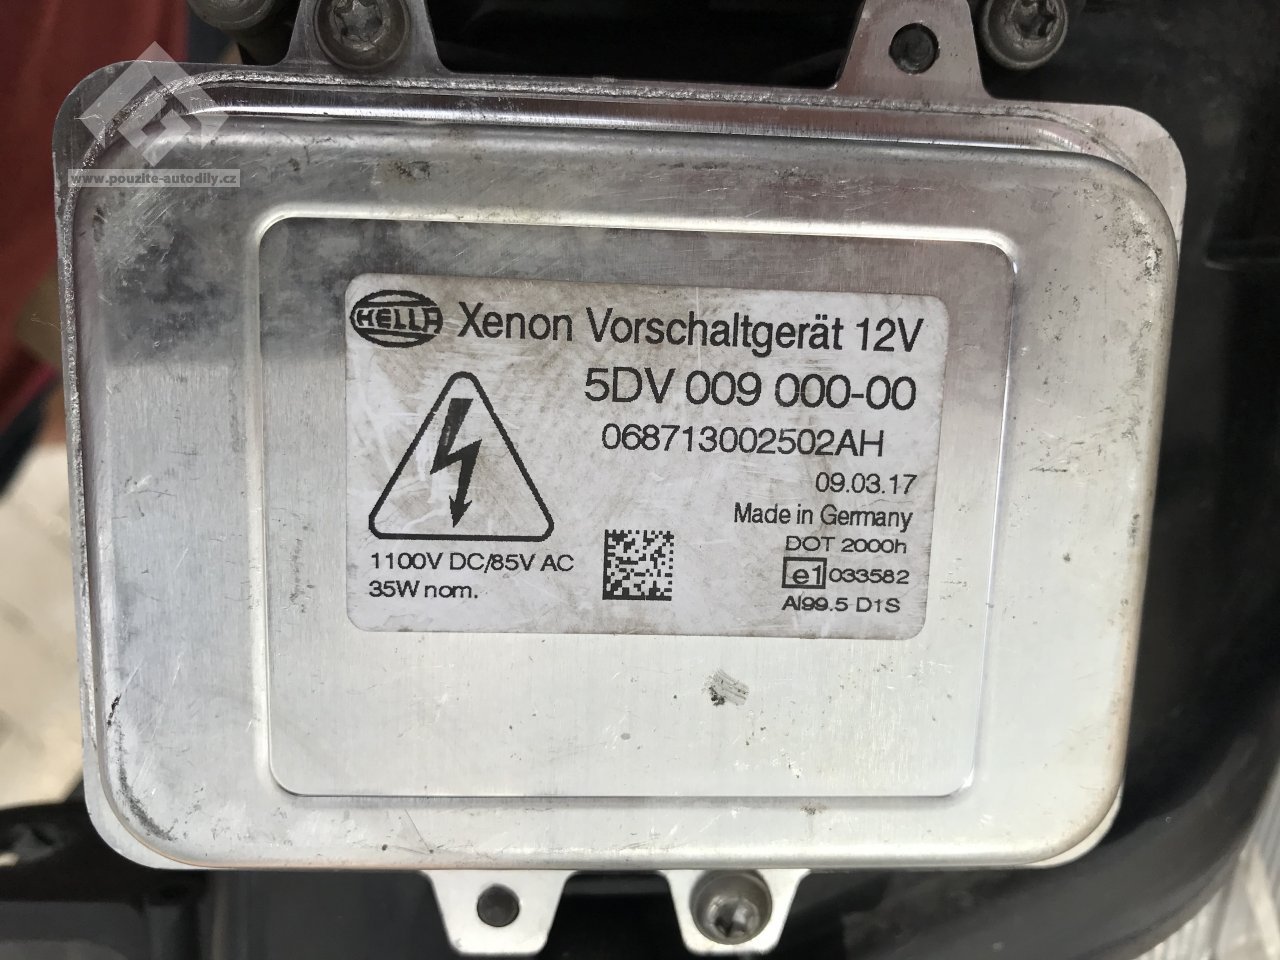 www.pouzite-autodily.cz
HELLA Xenon Vorschaltgerät 12V
5DV 009 000-00
068713002502AH
09.03.17
Made in Germany
DOT 2000h
1100V DC/85V AC
e1 033582
35W nom.
Al99.5 D1S